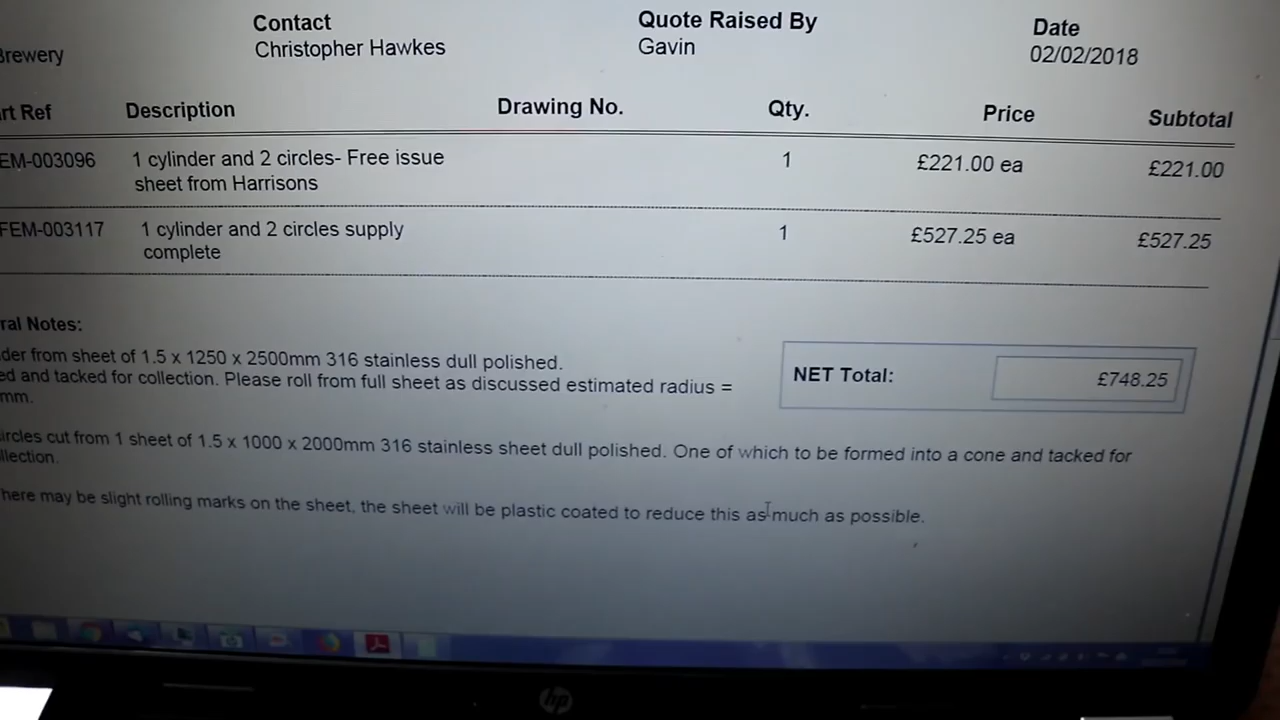 Contact
Quote Raised By
Date
Brewery
Christopher Hawkes
Gavin
02/02/2018
rt Ref
Description
Drawing No.
Qty.
Price
Subtotal
EM-003096
1 cylinder and 2 circles- Free issue
sheet from Harrisons
1
£221.00 ea
£221.00
FEM-003117
1 cylinder and 2 circles supply
complete
1
£527.25 ea
£527.25
ral Notes:
der from sheet of 1.5 x 1250 x 2500mm 316 stainless dull polished.
ed and tacked for collection. Please roll from full sheet as discussed estimated radius =
mm.
NET Total:
£748.25
ircles cut from 1 sheet of 1.5 x 1000 x 2000mm 316 stainless sheet dull polished. One of which to be formed into a cone and tacked for
llection.
here may be slight rolling marks on the sheet, the sheet will be plastic coated to reduce this as much as possible.
hp